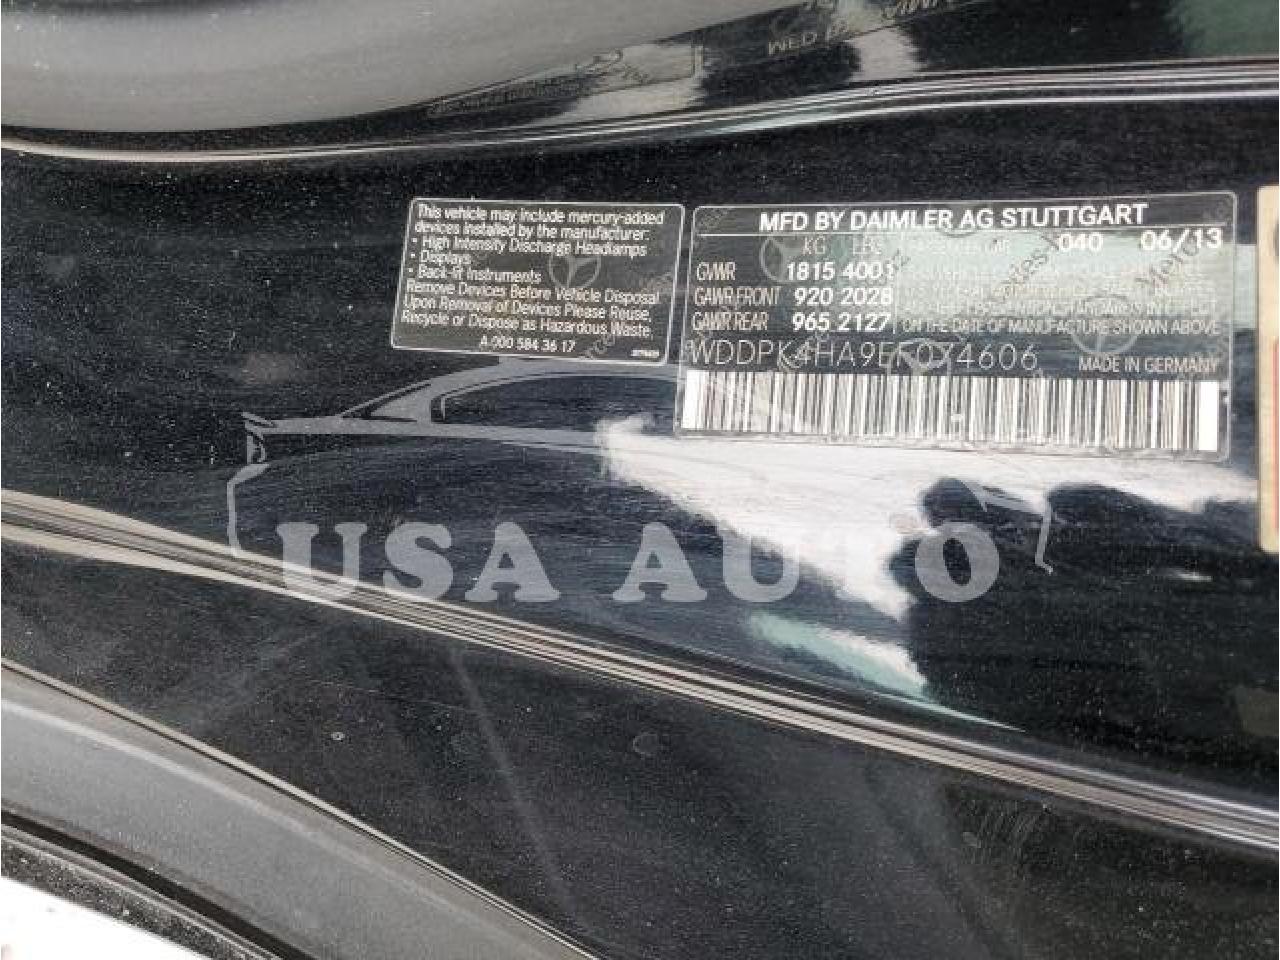 This vehicle may include mercury-added
devices installed by the manufacturer:
• High Intensity Discharge Headlamps
• Displays
• Back-lit Instruments
Remove Devices Before Vehicle Disposal
Upon Removal of Devices Please Reuse,
Recycle or Dispose as Hazardous Waste.
A 000 584 36 17
MFD BY DAIMLER AG STUTTGART
KG 040 06/13
GVWR 1815 4001
GAWR FRONT 920 2028
GAWR REAR 965 2127 ON THE DATE OF MANUFACTURE SHOWN ABOVE
WDDPK4HA9EF074606 MADE IN GERMANY
USA AUTO